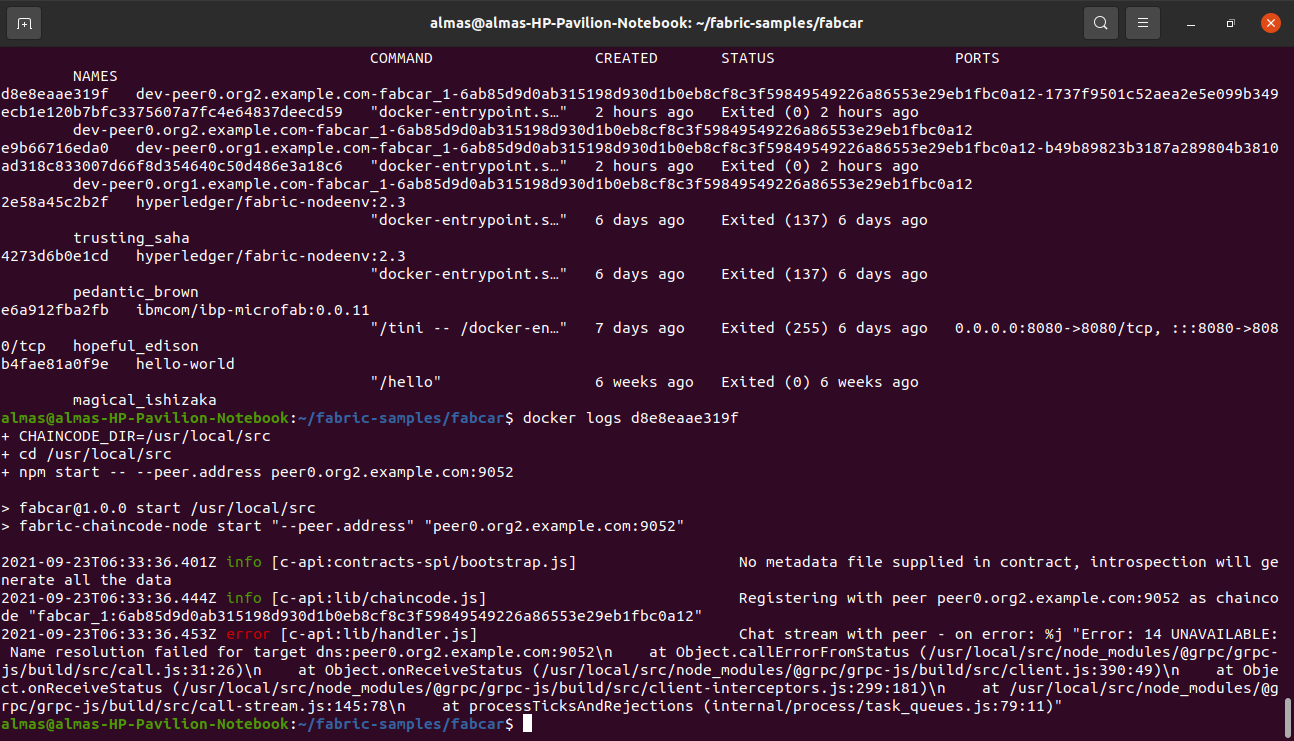 almas@almas-HP-Pavilion-Notebook: ~/fabric-samples/fabcar
COMMAND CREATED STATUS PORTS
NAMES
d8e8eaae319f dev-peer0.org2.example.com-fabcar_1-6ab85d9d0ab315198d930d1b0eb8cf8c3f59849549226a86553e29eb1fbc0a12-1737f9501c52aea2e5e099b349
ecb1e120b7bfc3375607a7fc4e64837deecd59 "docker-entrypoint.s…" 2 hours ago Exited (0) 2 hours ago
dev-peer0.org2.example.com-fabcar_1-6ab85d9d0ab315198d930d1b0eb8cf8c3f59849549226a86553e29eb1fbc0a12
e9b66716eda0 dev-peer0.org1.example.com-fabcar_1-6ab85d9d0ab315198d930d1b0eb8cf8c3f59849549226a86553e29eb1fbc0a12-b49b89823b3187a289804b3810
ad318c833007d66f8d354640c50d486e3a18c6 "docker-entrypoint.s…" 2 hours ago Exited (0) 2 hours ago
dev-peer0.org1.example.com-fabcar_1-6ab85d9d0ab315198d930d1b0eb8cf8c3f59849549226a86553e29eb1fbc0a12
2e58a45c2b2f hyperledger/fabric-nodeenv:2.3
"docker-entrypoint.s…" 6 days ago Exited (137) 6 days ago
trusting_saha
4273d6b0e1cd hyperledger/fabric-nodeenv:2.3
"docker-entrypoint.s…" 6 days ago Exited (137) 6 days ago
pedantic_brown
e6a912fba2fb ibmcom/ibp-microfab:0.0.11
"/tini -- /docker-en…" 7 days ago Exited (255) 6 days ago 0.0.0.0:8080->8080/tcp, :::8080->808
0/tcp hopeful_edison
b4fae81a0f9e hello-world
"/hello" 6 weeks ago Exited (0) 6 weeks ago
magical_ishizaka
almas@almas-HP-Pavilion-Notebook:~/fabric-samples/fabcar$ docker logs d8e8eaae319f
+ CHAINCODE_DIR=/usr/local/src
+ cd /usr/local/src
+ npm start -- --peer.address peer0.org2.example.com:9052
> fabcar@1.0.0 start /usr/local/src
> fabric-chaincode-node start "--peer.address" "peer0.org2.example.com:9052"
2021-09-23T06:33:36.401Z info [c-api:contracts-spi/bootstrap.js] No metadata file supplied in contract, introspection will ge
nerate all the data
2021-09-23T06:33:36.444Z info [c-api:lib/chaincode.js] Registering with peer peer0.org2.example.com:9052 as chainco
de "fabcar_1:6ab85d9d0ab315198d930d1b0eb8cf8c3f59849549226a86553e29eb1fbc0a12"
2021-09-23T06:33:36.453Z error [c-api:lib/handler.js] Chat stream with peer - on error: %j "Error: 14 UNAVAILABLE:
Name resolution failed for target dns:peer0.org2.example.com:9052\n at Object.callErrorFromStatus (/usr/local/src/node_modules/@grpc/grpc-
js/build/src/call.js:31:26)\n at Object.onReceiveStatus (/usr/local/src/node_modules/@grpc/grpc-js/build/src/client.js:390:49)\n at Obje
ct.onReceiveStatus (/usr/local/src/node_modules/@grpc/grpc-js/build/src/client-interceptors.js:299:181)\n at /usr/local/src/node_modules/@g
rpc/grpc-js/build/src/call-stream.js:145:78\n at processTicksAndRejections (internal/process/task_queues.js:79:11)"
almas@almas-HP-Pavilion-Notebook:~/fabric-samples/fabcar$